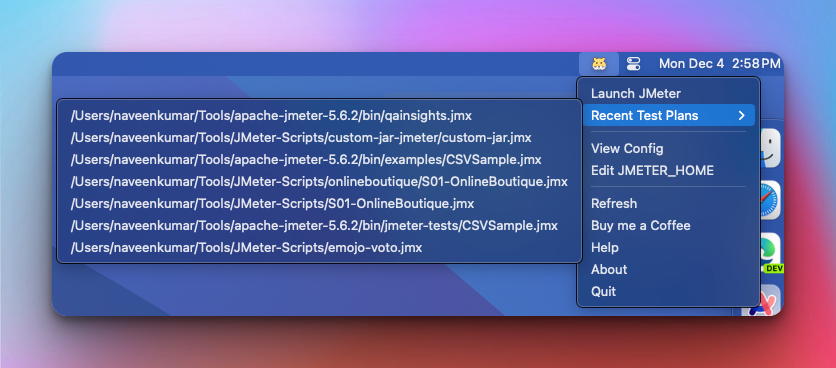 Mon Dec 4 2:58 PM
Launch JMeter
Recent Test Plans
/Users/naveenkumar/Tools/apache-jmeter-5.6.2/bin/qainsights.jmx
/Users/naveenkumar/Tools/JMeter-Scripts/custom-jar-jmeter/custom-jar.jmx
/Users/naveenkumar/Tools/apache-jmeter-5.6.2/bin/examples/CSVSample.jmx
/Users/naveenkumar/Tools/JMeter-Scripts/onlineboutique/S01-OnlineBoutique.jmx
/Users/naveenkumar/Tools/JMeter-Scripts/S01-OnlineBoutique.jmx
/Users/naveenkumar/Tools/apache-jmeter-5.6.2/bin/jmeter-tests/CSVSample.jmx
/Users/naveenkumar/Tools/JMeter-Scripts/emojo-voto.jmx
View Config
Edit JMETER_HOME
Refresh
Buy me a Coffee
Help
About
Quit
DEV